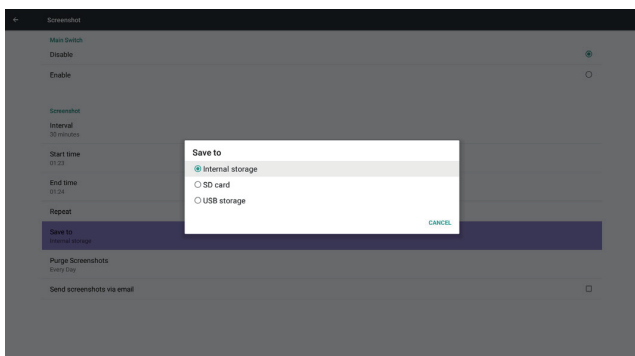 Screenshot
Main Switch
Disable
Enable
Screenshot
Interval
30 minutes
Start time
01:23
End time
01:24
Repeat
Save to
Internal storage
Purge Screenshots
Every Day
Send screenshots via email
Save to
Internal storage
SD card
USB storage
CANCEL